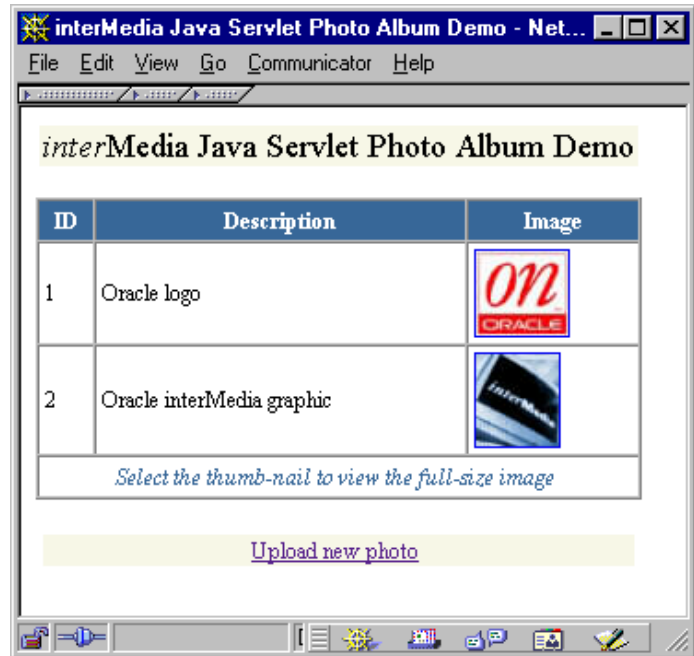 interMedia Java Servlet Photo Album Demo - Net...
File Edit View Go Communicator Help
interMedia Java Servlet Photo Album Demo
ID Description Image
1 Oracle logo
on
ORACLE
2 Oracle interMedia graphic
interMedia
Select the thumb-nail to view the full-size image
Upload new photo